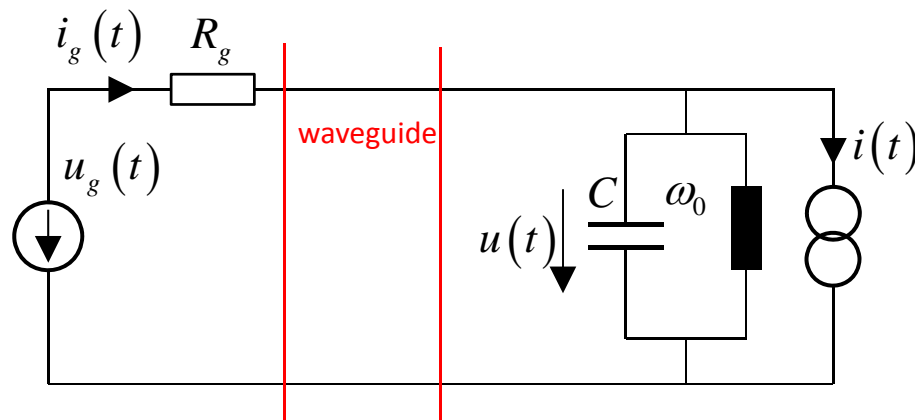 i_g(t)
R_g
waveguide
u_g(t)
C
ω_0
i(t)
u(t)